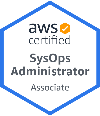 aws
certified
SysOps
Administrator
Associate